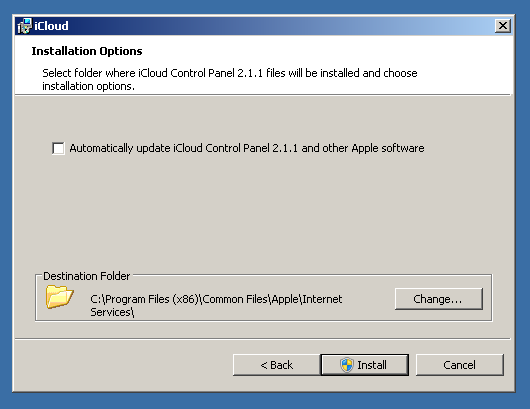 iCloud
Installation Options
Select folder where iCloud Control Panel 2.1.1 files will be installed and choose
installation options.
Automatically update iCloud Control Panel 2.1.1 and other Apple software
Destination Folder
C:\Program Files (x86)\Common Files\Apple\Internet
Services\
Change...
< Back
Install
Cancel